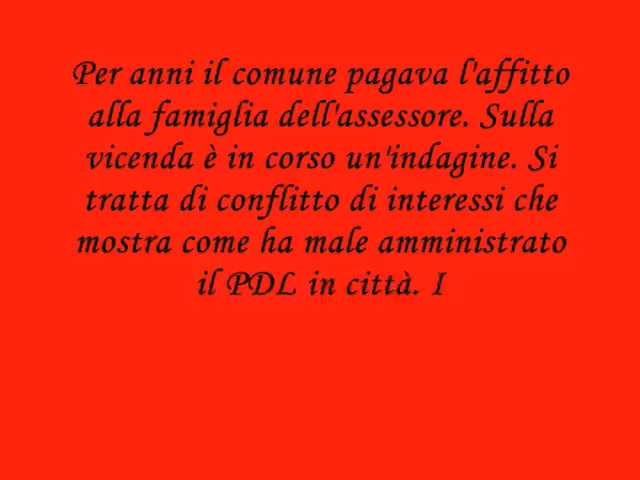 Per anni il comune pagava l'affitto
alla famiglia dell'assessore. Sulla
vicenda è in corso un'indagine. Si
tratta di conflitto di interessi che
mostra come ha male amministrato
il PDL in città. I